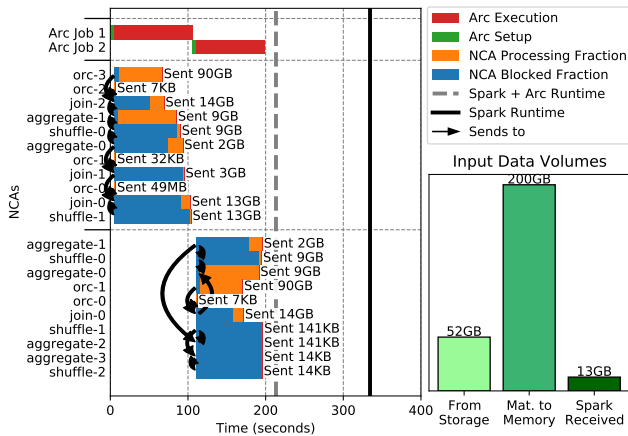 Arc Job 1
Arc Job 2
orc-3 Sent 90GB
orc-2 Sent 7KB
join-2 Sent 14GB
aggregate-1 Sent 9GB
shuffle-0 Sent 9GB
aggregate-0 Sent 2GB
orc-1 Sent 32KB
join-1 Sent 3GB
orc-0 Sent 49MB
join-0 Sent 13GB
shuffle-1 Sent 13GB
aggregate-1 Sent 2GB
shuffle-0 Sent 9GB
aggregate-0 Sent 9GB
orc-1 Sent 90GB
orc-0 Sent 7KB
join-0 Sent 14GB
shuffle-1 Sent 141KB
aggregate-2 Sent 141KB
aggregate-3 Sent 14KB
shuffle-2 Sent 14KB
NCAs
0 100 200 300 400
Time (seconds)
Arc Execution
Arc Setup
NCA Processing Fraction
NCA Blocked Fraction
Spark + Arc Runtime
Spark Runtime
Sends to
Input Data Volumes
200GB
52GB
13GB
From Storage
Mat. to Memory
Spark Received